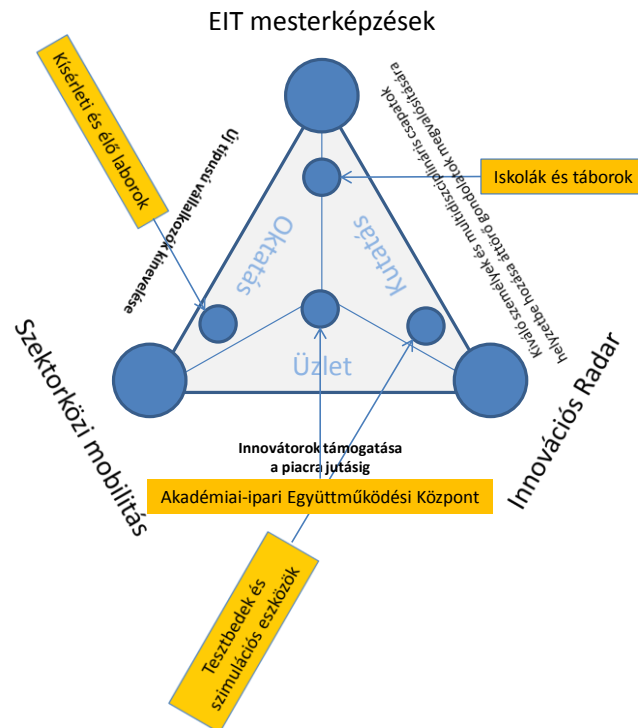 EIT mesterképzések
Kísérleti és élő laborok
Új típusú vállalkozók kinevelése
Kiváló személyek és multidiszciplináris csapatok
helyzetbe hozása áttörő gondolatok megvalósítására
Iskolák és táborok
Oktatás
Kutatás
Üzlet
Szektorközi mobilitás
Innovációs Radar
Innovátorok támogatása
a piacra jutásig
Akadémiai-ipari Együttműködési Központ
Tesztbedek és
szimulációs eszközök